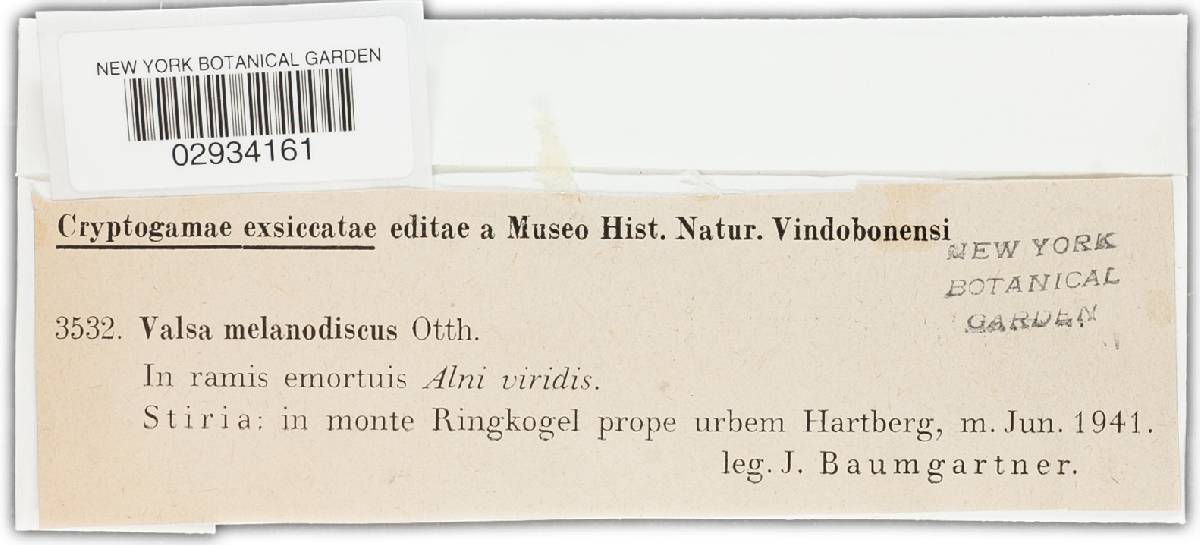 NEW YORK BOTANICAL GARDEN
02934161
Cryptogamae exsiccatae editae a Museo Hist. Natur. Vindobonensi
NEW YORK
BOTANICAL
GARDEN
3532. Valsa melanodiscus Otth.
In ramis emortuis Alni viridis.
Stiria: in monte Ringkogel prope urbem Hartberg, m. Jun. 1941.
leg. J. Baumgartner.